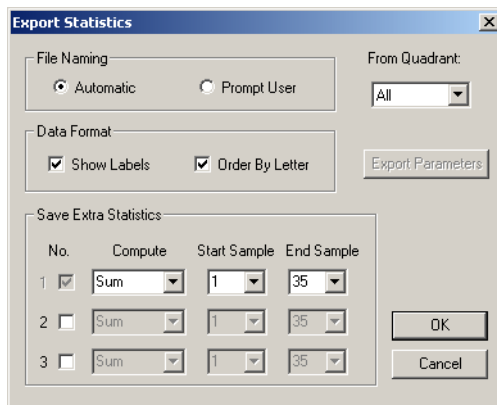 Export Statistics
File Naming
Automatic
Prompt User
From Quadrant:
All
Data Format
Show Labels
Order By Letter
Export Parameters
Save Extra Statistics
No. Compute Start Sample End Sample
1 Sum 1 35
2 Sum 1 35
3 Sum 1 35
OK
Cancel